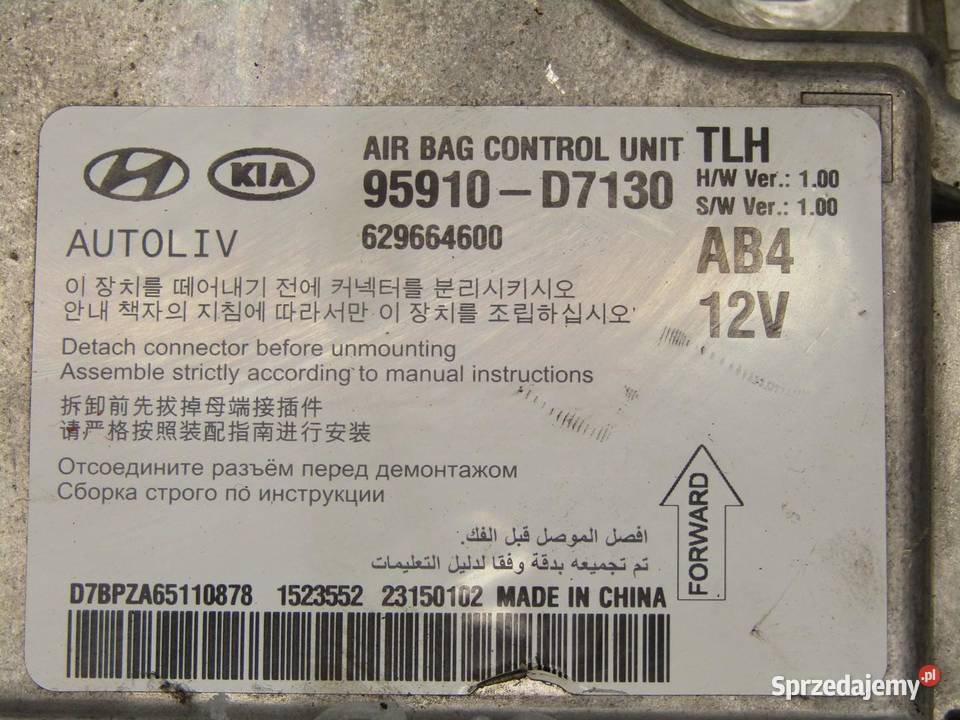 KIA
AIR BAG CONTROL UNIT TLH
95910-D7130
H/W Ver.: 1.00
S/W Ver.: 1.00
AUTOLIV
629664600
AB4
12V
이 장치를 떼어내기 전에 커넥터를 분리시키시오
안내 책자의 지침에 따라서만 이 장치를 조립하십시오
Detach connector before unmounting
Assemble strictly according to manual instructions
拆卸前先拔掉母端接插件
请严格按照装配指南进行安装
Отсоедините разъём перед демонтажом
Сборка строго по инструкции
افصل الموصل قبل الفك.
تم تجميعه بدقة وفقا لدليل التعليمات
FORWARD
D7BPZA65110878 1523552 23150102 MADE IN CHINA
Sprzedajemy.pl